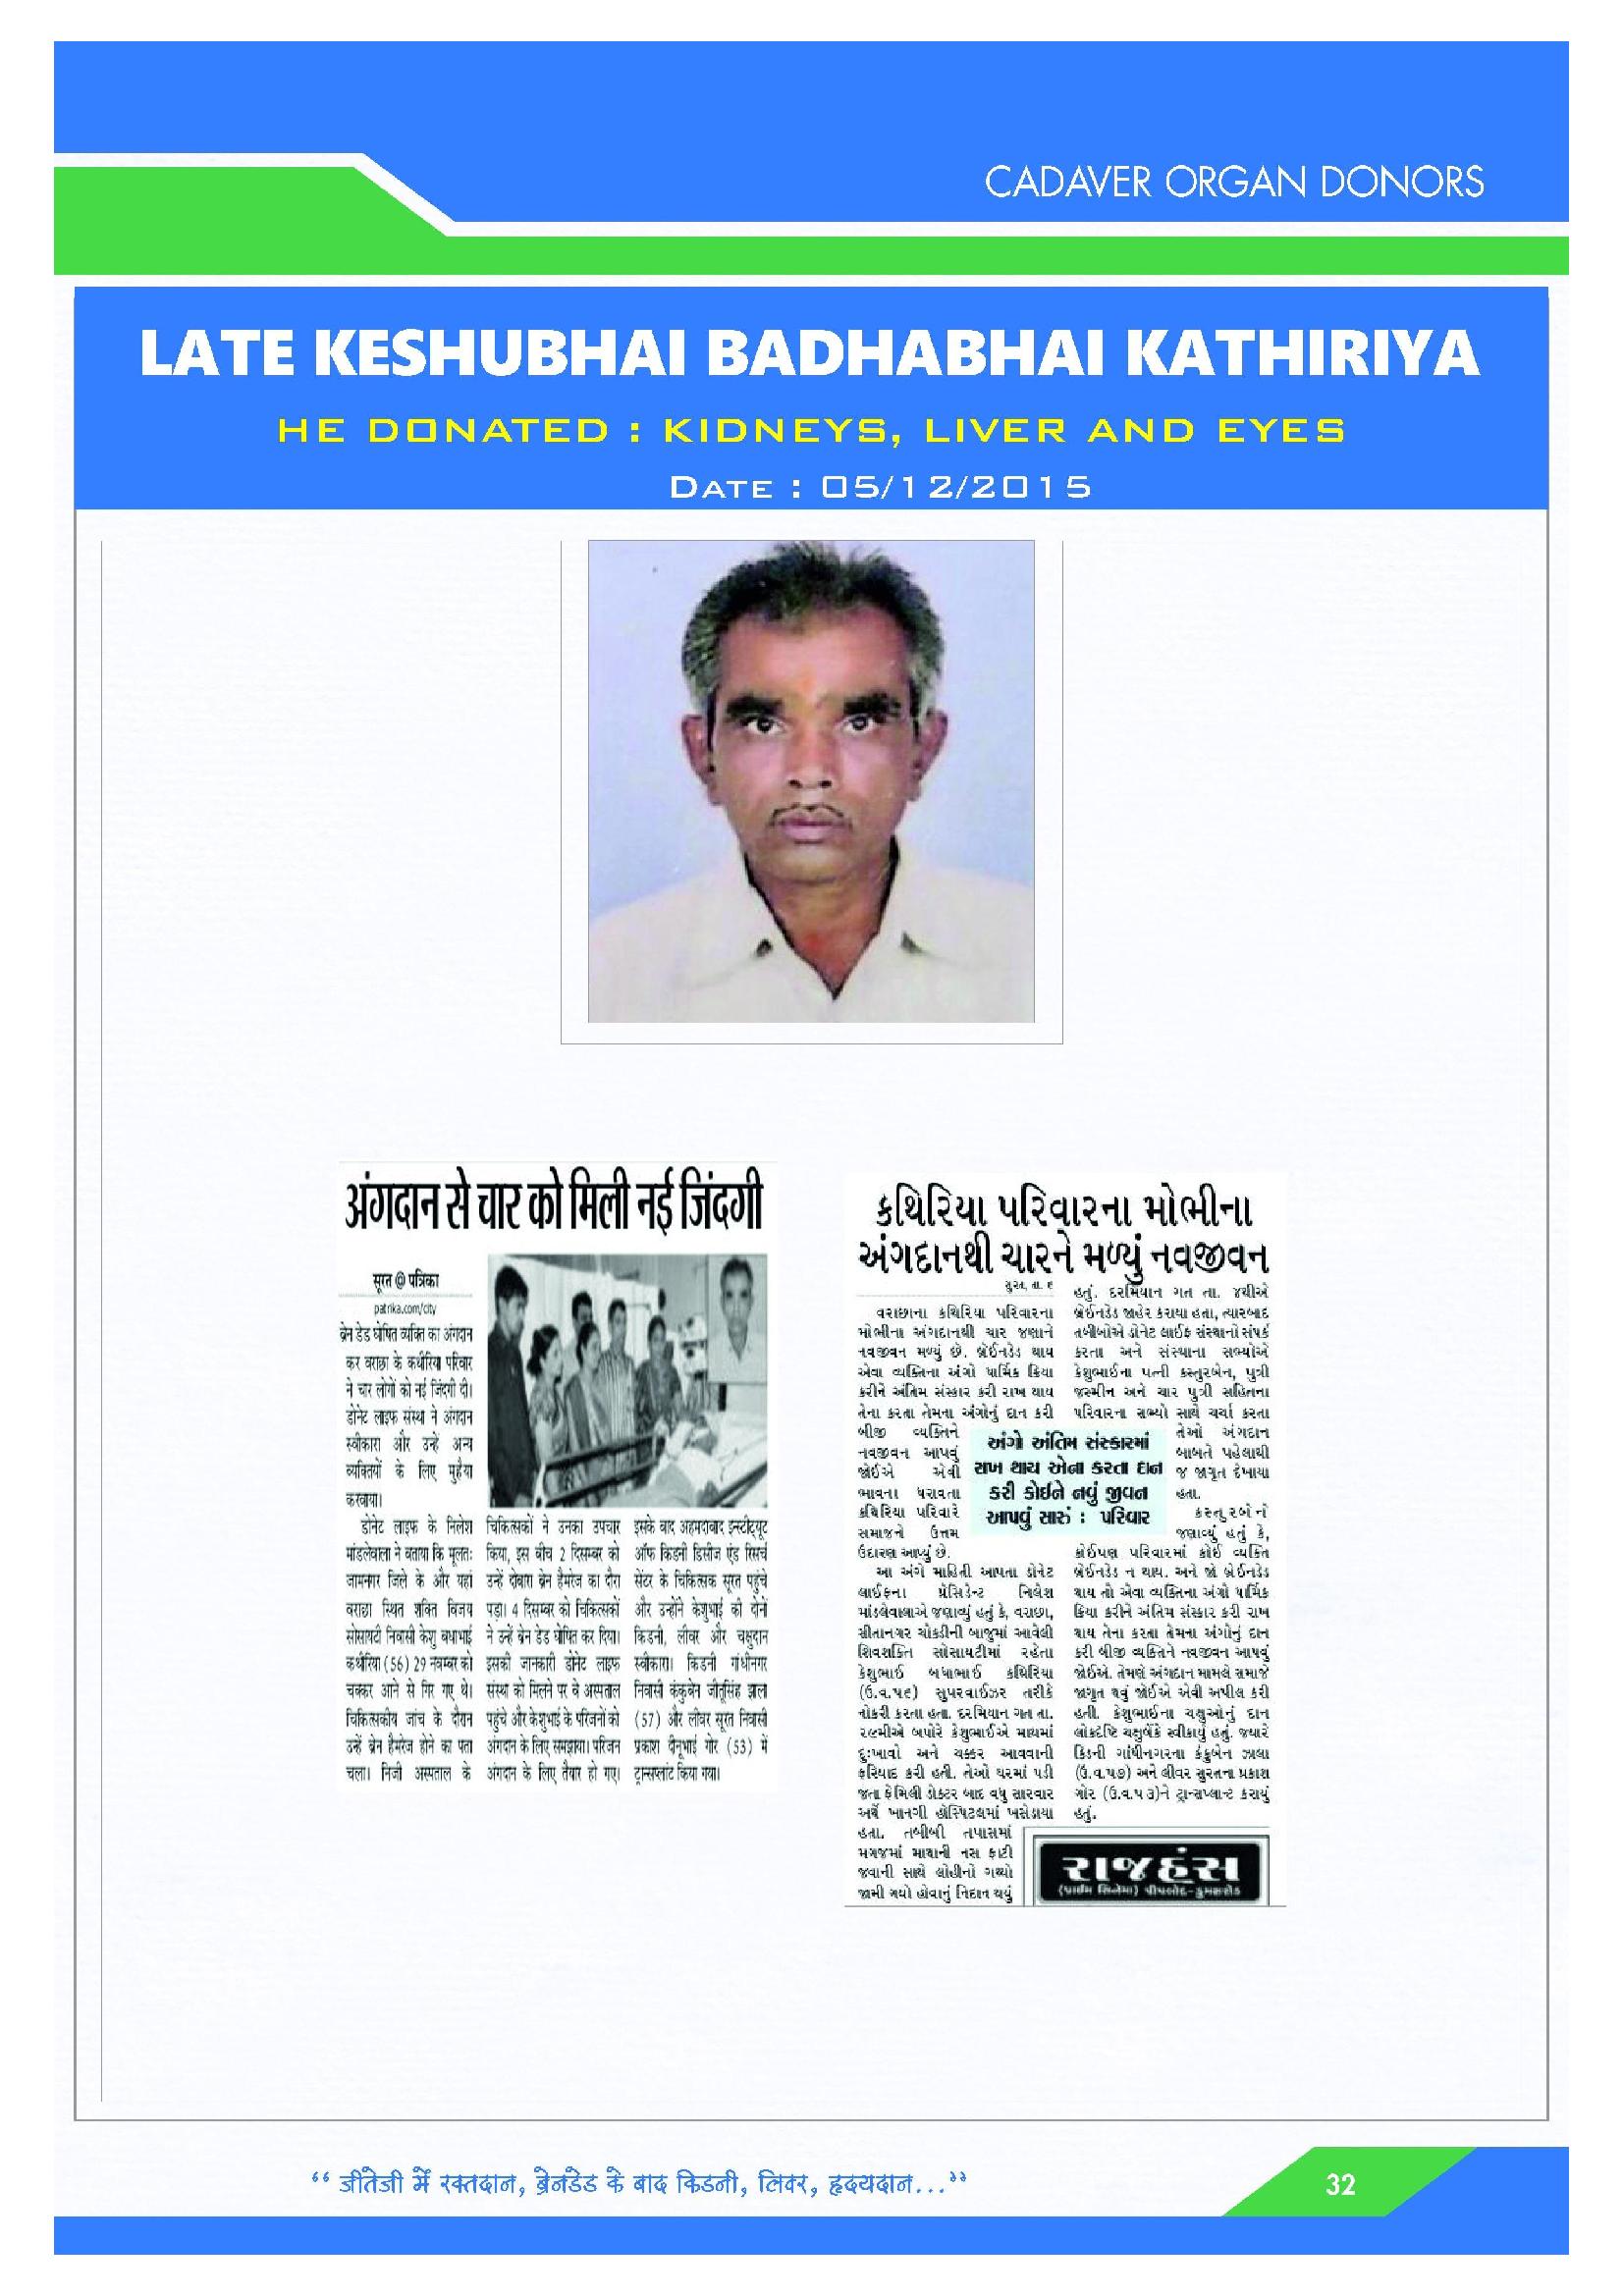 CADAVER ORGAN DONORS
LATE KESHUBHAI BADHABHAI KATHIRIYA
HE DONATED : KIDNEYS, LIVER AND EYES
DATE : 05/12/2015
अंगदान से चार को मिली नई जिंदगी
सूरत @ पत्रिका
patrika.com/city
ब्रेन डेड घोषित व्यक्ति का अंगदान
कर वराछा के कथीरिया परिवार
ने चार लोगों को नई जिंदगी दी।
डोनेट लाइफ संस्था ने अंगदान
स्वीकारा और उन्हें अन्य
व्यक्तियों के लिए मुहैया
करवाया।
डोनेट लाइफ के निलेश
मांडलेवाला ने बताया कि मूलतः
जामनगर जिले के और यहां
वराछा स्थित शक्ति विजय
सोसायटी निवासी केशु बधाभाई
कथीरिया (56) 29 नवम्बर को
चक्कर आने से गिर गए थे।
चिकित्सकीय जांच के दौरान
उन्हें ब्रेन हैमरेज होने का पता
चला। निजी अस्पताल के
चिकित्सकों ने उनका उपचार
किया, इस बीच 2 दिसम्बर को
उन्हें दोबारा ब्रेन हैमरेज का दौरा
पड़ा। 4 दिसम्बर को चिकित्सकों
ने उन्हें ब्रेन डेड घोषित कर दिया।
इसकी जानकारी डोनेट लाइफ
संस्था को मिलने पर वे अस्पताल
पहुंचे और केशुभाई के परिजनों को
अंगदान के लिए समझाया। परिजन
अंगदान के लिए तैयार हो गए।
इसके बाद अहमदाबाद इन्स्टीट्यूट
ऑफ किडनी डिसीज एंड रिसर्च
सेंटर के चिकित्सक सूरत पहुंचे
और उन्होंने केशुभाई की दोनों
किडनी, लीवर और चक्षुदान
स्वीकारा। किडनी गांधीनगर
निवासी कंकुबेन जीतूसिंह झाला
(57) और लीवर सूरत निवासी
प्रकाश दीनूभाई गोर (53) में
ट्रान्सप्लांट किया गया।
કથિરિયા પરિવારના મોભીના
અંગદાનથી ચારને મળ્યું નવજીવન
સુરત, તા. ૬
વરાછાના કથિરિયા પરિવારના
મોભીના અંગદાનથી ચાર જણાને
નવજીવન મળ્યું છે. બ્રેઈનડેડ થાય
એવા વ્યક્તિના અંગો ધાર્મિક ક્રિયા
કરીને અંતિમ સંસ્કાર કરી રાખ થાય
તેના કરતા તેમના અંગોનું દાન કરી
બીજી વ્યક્તિને
નવજીવન આપવું
જોઈએ એવી
ભાવના ધરાવતા
કથિરિયા પરિવારે
સમાજને ઉત્તમ
ઉદારણ આપ્યું છે.
આ અંગે માહિતી આપતા ડોનેટ
લાઈફના પ્રેસિડેન્ટ નિલેશ
માંડલેવાલાએ જણાવ્યું હતું કે, વરાછા,
સીતાનગર ચોકડીની બાજુમાં આવેલી
શિવશક્તિ સોસાયટીમાં રહેતા
કેશુભાઈ બધાભાઈ કથિરિયા
(ઉ.વ.૫૬) સુપરવાઈઝર તરીકે
નોકરી કરતા હતા. દરમિયાન ગત તા.
૨૯મીએ બપોરે કેશુભાઈએ માથામાં
દુઃખાવો અને ચક્કર આવવાની
ફરિયાદ કરી હતી. તેઓ ઘરમાં પડી
જતા ફેમિલી ડોક્ટર બાદ વધુ સારવાર
અર્થે ખાનગી હોસ્પિટલમાં ખસેડાયા
હતા. તબીબી તપાસમાં
મગજમાં માથાની નસ ફાટી
જવાની સાથે લોહીનો ગઠ્ઠો
જામી ગયો હોવાનું નિદાન થયું
હતું. દરમિયાન ગત તા. ૪થીએ
બ્રેઈનડેડ જાહેર કરાયા હતા, ત્યારબાદ
તબીબોએ ડોનેટ લાઈફ સંસ્થાનો સંપર્ક
કરતા અને સંસ્થાના સભ્યોએ
કેશુભાઈના પત્ની કસ્તુરબેન, પુત્રી
જસ્મીન અને ચાર પુત્રી સહિતના
પરિવારના સભ્યો સાથે ચર્ચા કરતા
તેઓ અંગદાન
બાબતે પહેલાથી
જ જાગૃત દેખાયા
હતા.
અંગો અંતિમ સંસ્કારમાં
રાખ થાય એના કરતા દાન
કરી કોઈને નવું જીવન
આપવું સારું : પરિવાર
કસ્તુરબેને
જણાવ્યું હતું કે,
કોઈપણ પરિવારમાં કોઈ વ્યક્તિ
બ્રેઈનડેડ ન થાય. અને જો બ્રેઈનડેડ
થાય તો એવા વ્યક્તિના અંગો ધાર્મિક
ક્રિયા કરીને અંતિમ સંસ્કાર કરી રાખ
થાય તેના કરતા તેમના અંગોનું દાન
કરી બીજી વ્યક્તિને નવજીવન આપવું
જોઈએ. તેમણે અંગદાન મામલે સમાજે
જાગૃત થવું જોઈએ એવી અપીલ કરી
હતી. કેશુભાઈના ચક્ષુઓનું દાન
લોકદૃષ્ટિ ચક્ષુબેંકે સ્વીકાર્યું હતું. જ્યારે
કિડની ગાંધીનગરના કંકુબેન ઝાલા
(ઉ.વ.૫૭) અને લીવર સુરતના પ્રકાશ
ગોર (ઉ.વ.૫૩)ને ટ્રાન્સપ્લાન્ટ કરાયું
હતું.
રાજહંસ
(પ્રાઈમ સિનેમા) પીપલોદ-ડુમસરોડ
“ जीतेजी में रक्तदान, ब्रेनडेड के बाद किडनी, लिवर, हृदयदान...”
32